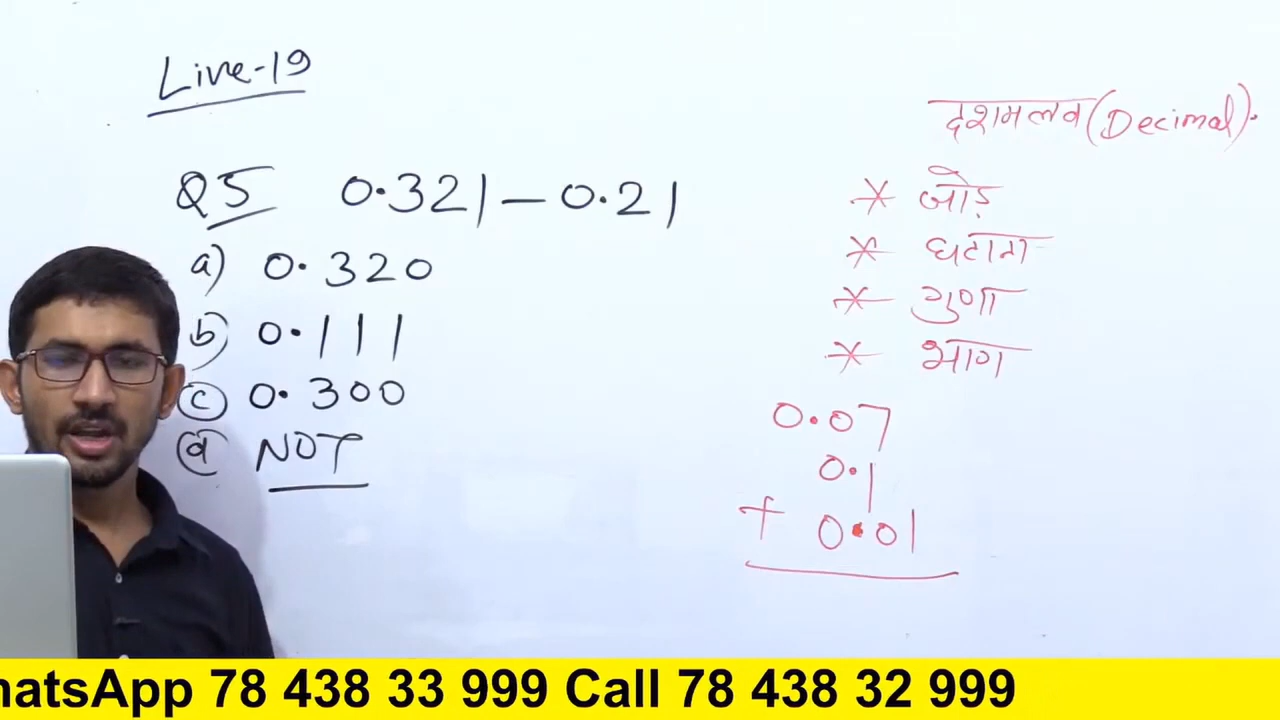 Live-19
Q5 0.321 - 0.21
a) 0.320
b) 0.111
c) 0.300
d) NOT
दशमलव (Decimal).
* जोड़
* घटाना
* गुणा
* भाग
0.07
0.1
+ 0.01
hatsApp 78 438 33 999 Call 78 438 32 999